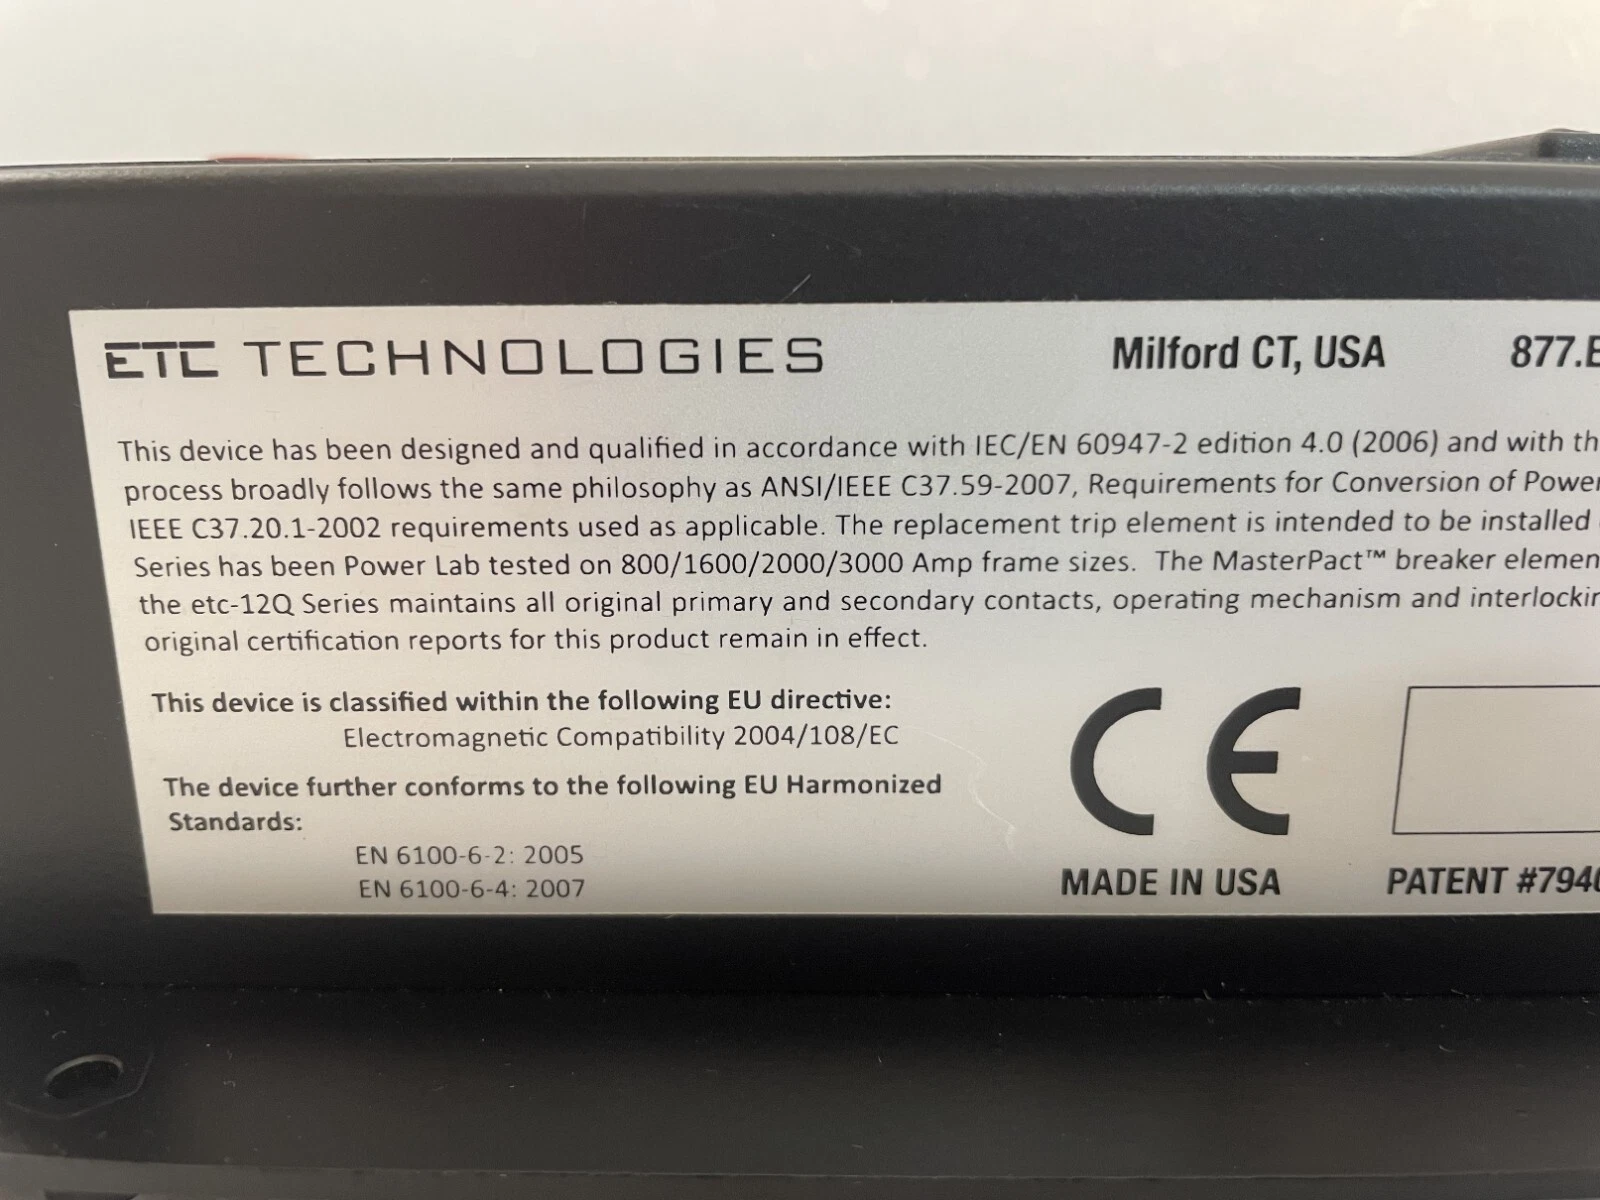 ETC TECHNOLOGIES Milford CT, USA 877.
This device has been designed and qualified in accordance with IEC/EN 60947-2 edition 4.0 (2006) and with
process broadly follows the same philosophy as ANSI/IEEE C37.59-2007, Requirements for Conversion of Power
IEEE C37.20.1-2002 requirements used as applicable. The replacement trip element is intended to be installed
Series has been Power Lab tested on 800/1600/2000/3000 Amp frame sizes. The MasterPact™ breaker elemen
the etc-12Q Series maintains all original primary and secondary contacts, operating mechanism and interlockin
original certification reports for this product remain in effect.
This device is classified within the following EU directive:
Electromagnetic Compatibility 2004/108/EC
The device further conforms to the following EU Harmonized
Standards:
EN 6100-6-2: 2005
EN 6100-6-4: 2007
CE
MADE IN USA PATENT #794